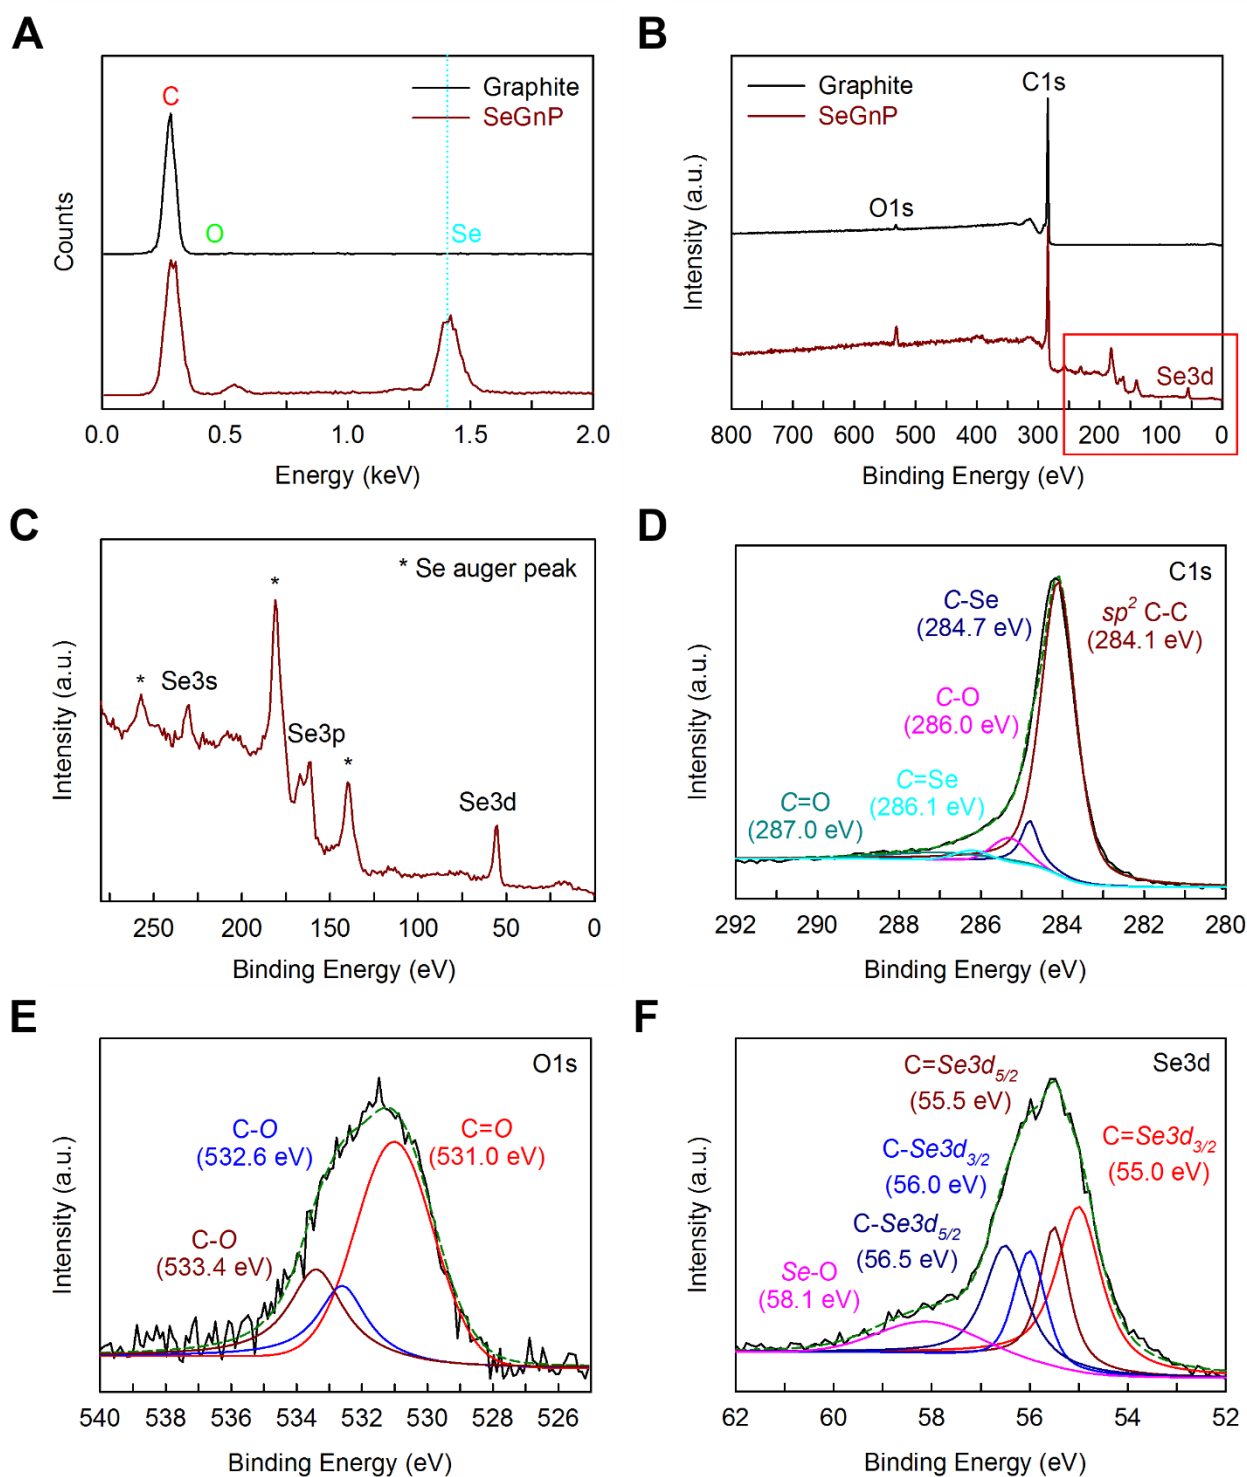 A
Graphite
SeGnP
C
O
Se
Counts
0.0 0.5 1.0 1.5 2.0
Energy (keV)
B
Graphite
SeGnP
C1s
O1s
Se3d
Intensity (a.u.)
800 700 600 500 400 300 200 100 0
Binding Energy (eV)
C
* Se auger peak
*
*
Se3s
Se3p
*
Se3d
Intensity (a.u.)
250 200 150 100 50 0
Binding Energy (eV)
D
C1s
C-Se
(284.7 eV)
sp² C-C
(284.1 eV)
C-O
(286.0 eV)
C=Se
(286.1 eV)
C=O
(287.0 eV)
Intensity (a.u.)
292 290 288 286 284 282 280
Binding Energy (eV)
E
O1s
C-O
(532.6 eV)
C=O
(531.0 eV)
C-O
(533.4 eV)
Intensity (a.u.)
540 538 536 534 532 530 528 526
Binding Energy (eV)
F
Se3d
C=Se3d5/2
(55.5 eV)
C=Se3d3/2
(55.0 eV)
C-Se3d3/2
(56.0 eV)
C-Se3d5/2
(56.5 eV)
Se-O
(58.1 eV)
Intensity (a.u.)
62 60 58 56 54 52
Binding Energy (eV)